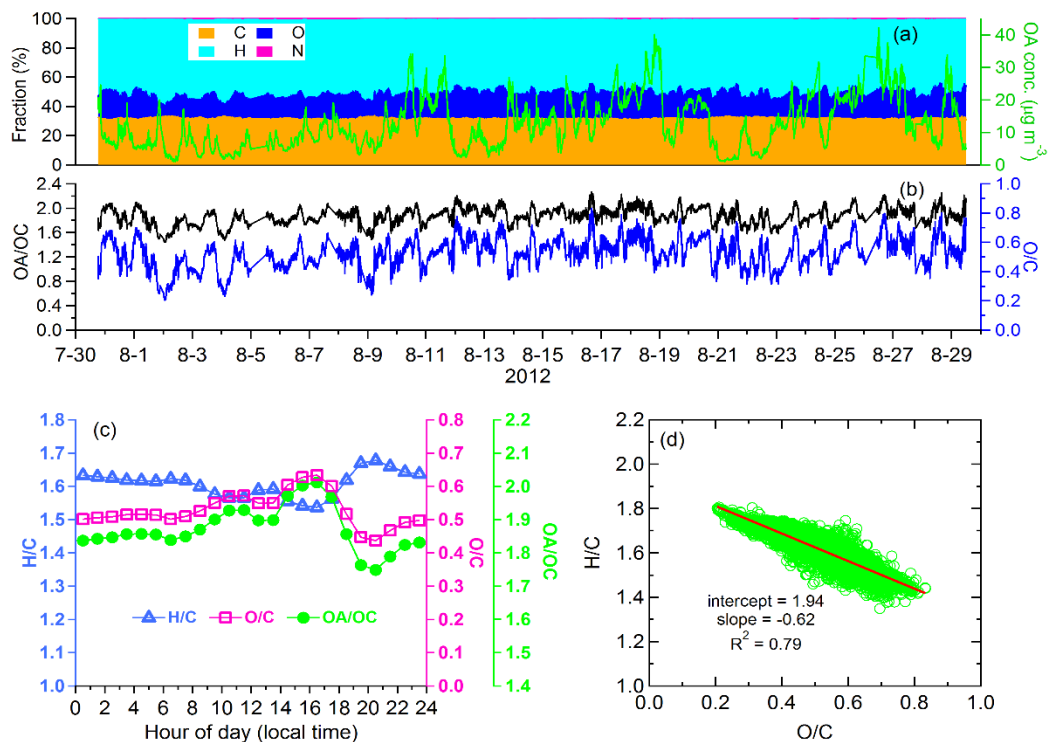 100
80
60
40
20
0
Fraction (%)
C
O
H
N
(a)
40
30
20
10
0
OA conc. (µg m-3)
2.4
2.0
1.6
1.2
0.8
0.4
0.0
OA/OC
(b)
1.0
0.8
0.6
0.4
0.2
0.0
O/C
7-30 8-1 8-3 8-5 8-7 8-9 8-11 8-13 8-15 8-17 8-19 8-21 8-23 8-25 8-27 8-29
2012
1.8
1.7
1.6
1.5
1.4
1.3
1.2
1.1
1.0
H/C
(c)
H/C O/C OA/OC
0.8
0.7
0.6
0.5
0.4
0.3
0.2
0.1
0.0
O/C
2.2
2.1
2.0
1.9
1.8
1.7
1.6
1.5
1.4
OA/OC
0 2 4 6 8 10 12 14 16 18 20 22 24
Hour of day (local time)
2.2
2.0
1.8
1.6
1.4
1.2
1.0
H/C
(d)
intercept = 1.94
slope = -0.62
R2 = 0.79
0.0 0.2 0.4 0.6 0.8 1.0
O/C